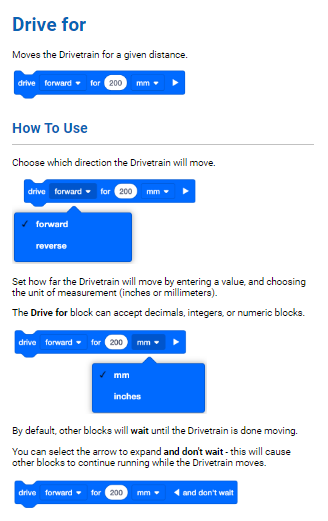 Drive for
Moves the Drivetrain for a given distance.
drive forward for 200 mm
How To Use
Choose which direction the Drivetrain will move.
drive forward for 200 mm
✓ forward
reverse
Set how far the Drivetrain will move by entering a value, and choosing
the unit of measurement (inches or millimeters).
The Drive for block can accept decimals, integers, or numeric blocks.
drive forward for 200 mm
✓ mm
inches
By default, other blocks will wait until the Drivetrain is done moving.
You can select the arrow to expand and don't wait - this will cause
other blocks to continue running while the Drivetrain moves.
drive forward for 200 mm and don't wait